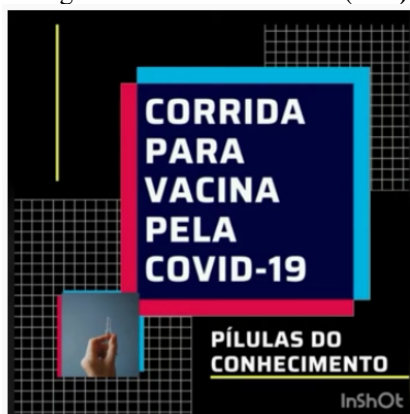 CORRIDA
PARA
VACINA
PELA
COVID-19
PÍLULAS DO
CONHECIMENTO
InShOt